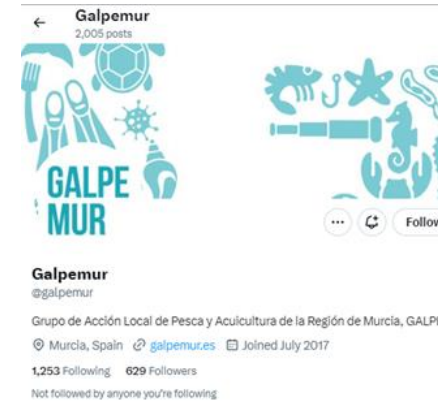 Galpemur
2,005 posts
GALPE
MUR
Galpemur
@galpemur
Grupo de Acción Local de Pesca y Acuicultura de la Región de Murcia,
Murcia, Spain galpemur.es Joined July 2017
1,253 Following 629 Followers
Not followed by anyone you're following